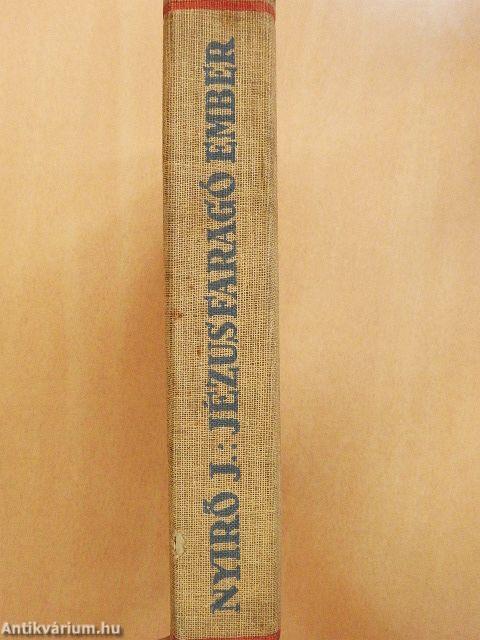 NYIRŐ J.: JÉZUSFARAGÓ EMBER
Antikvárium.hu